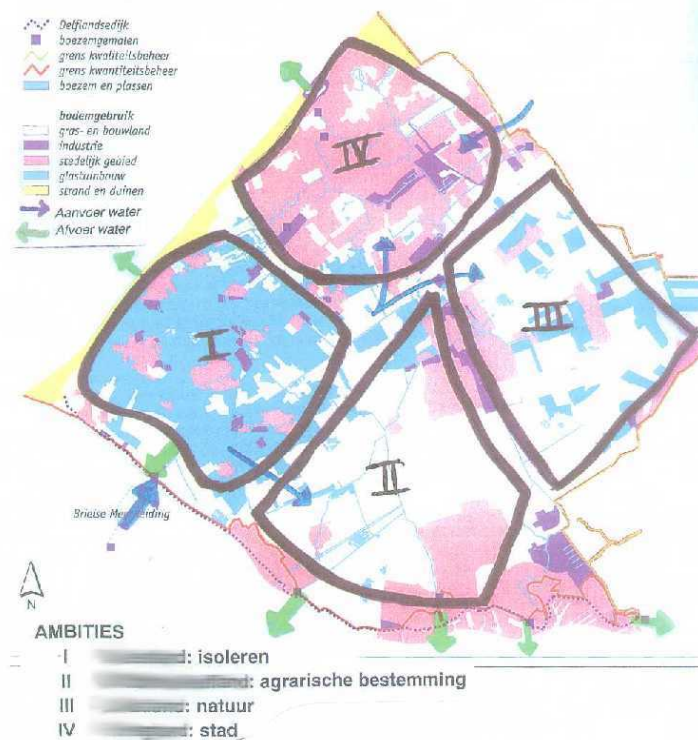 Delflandsedijk
boezemgemalen
grens kwaliteitsbeheer
grens kwantiteitsbeheer
boezem en plassen
bodemgebruik
gras- en bouwland
industrie
stedelijk gebied
glastuinbouw
strand en duinen
Aanvoer water
Afvoer water
IV
III
I
II
Brielse
N
AMBITIES
I : isoleren
II : agrarische bestemming
III : natuur
IV : stad